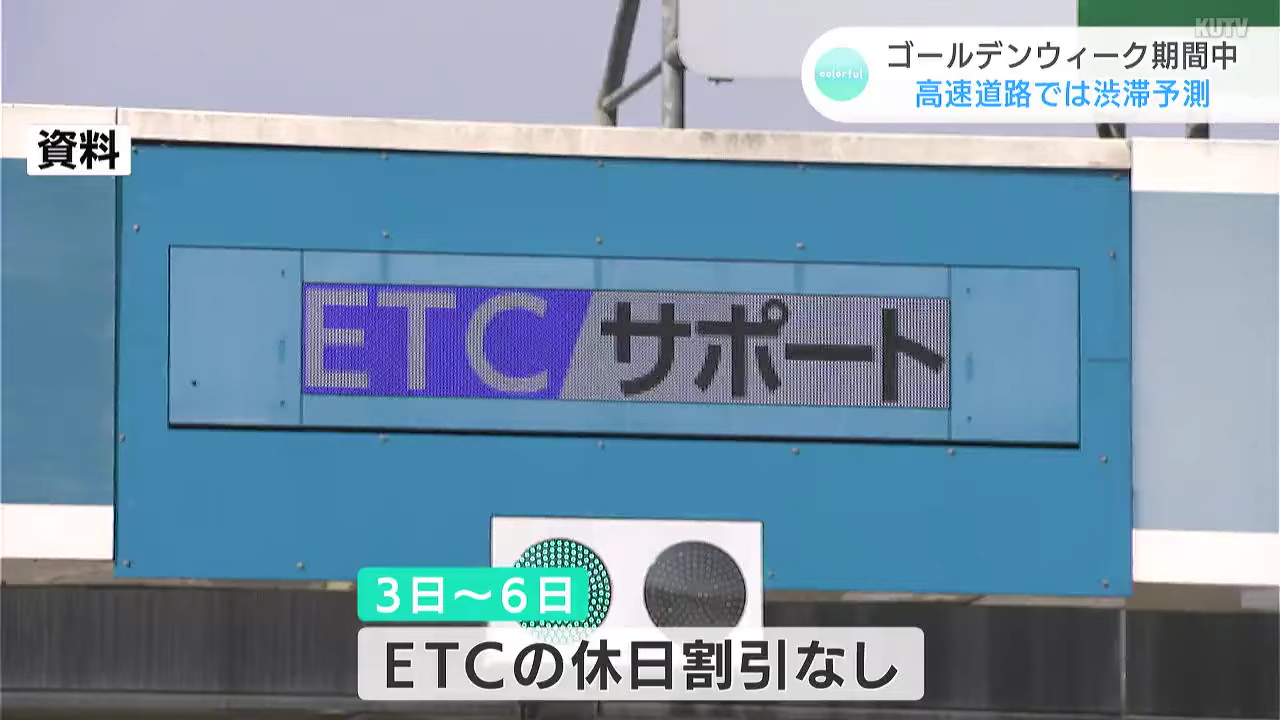 KUTV
colorful
ゴールデンウィーク期間中
高速道路では渋滞予測
資料
ETC/サポート
3日〜6日
ETCの休日割引なし